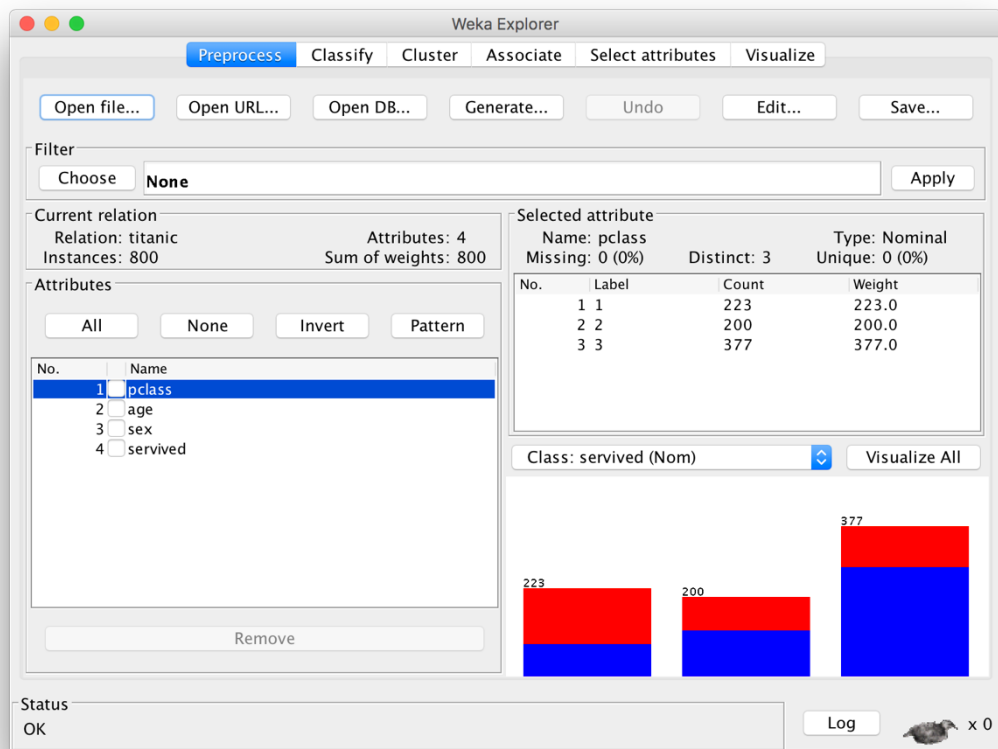 Weka Explorer
Preprocess Classify Cluster Associate Select attributes Visualize
Open file... Open URL... Open DB... Generate... Undo Edit... Save...
Filter
Choose None Apply
Current relation
Relation: titanic Attributes: 4
Instances: 800 Sum of weights: 800
Attributes
All None Invert Pattern
No. Name
1 pclass
2 age
3 sex
4 servived
Remove
Selected attribute
Name: pclass Type: Nominal
Missing: 0 (0%) Distinct: 3 Unique: 0 (0%)
No. Label Count Weight
1 1 223 223.0
2 2 200 200.0
3 3 377 377.0
Class: servived (Nom) Visualize All
223
200
377
Status
OK
Log x 0